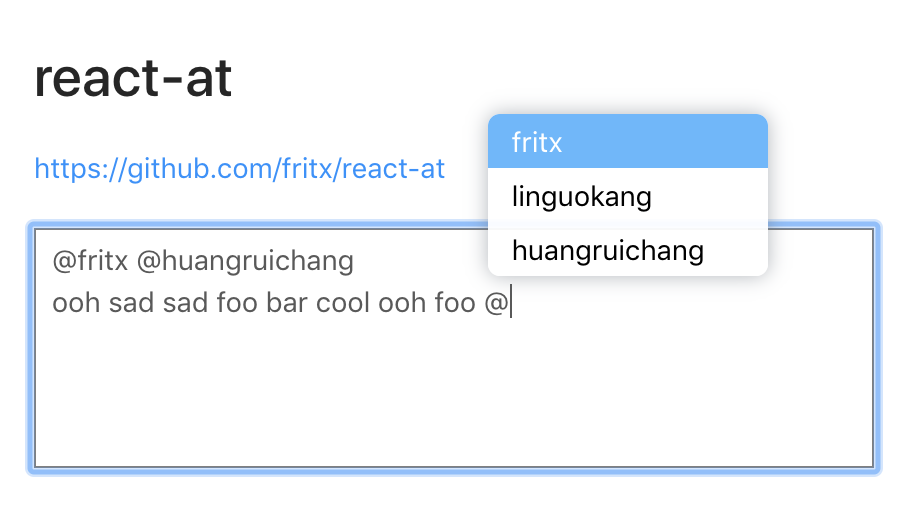 react-at
https://github.com/fritx/react-at
fritx
linguokang
huangruichang
@fritx @huangruichang
ooh sad sad foo bar cool ooh foo @